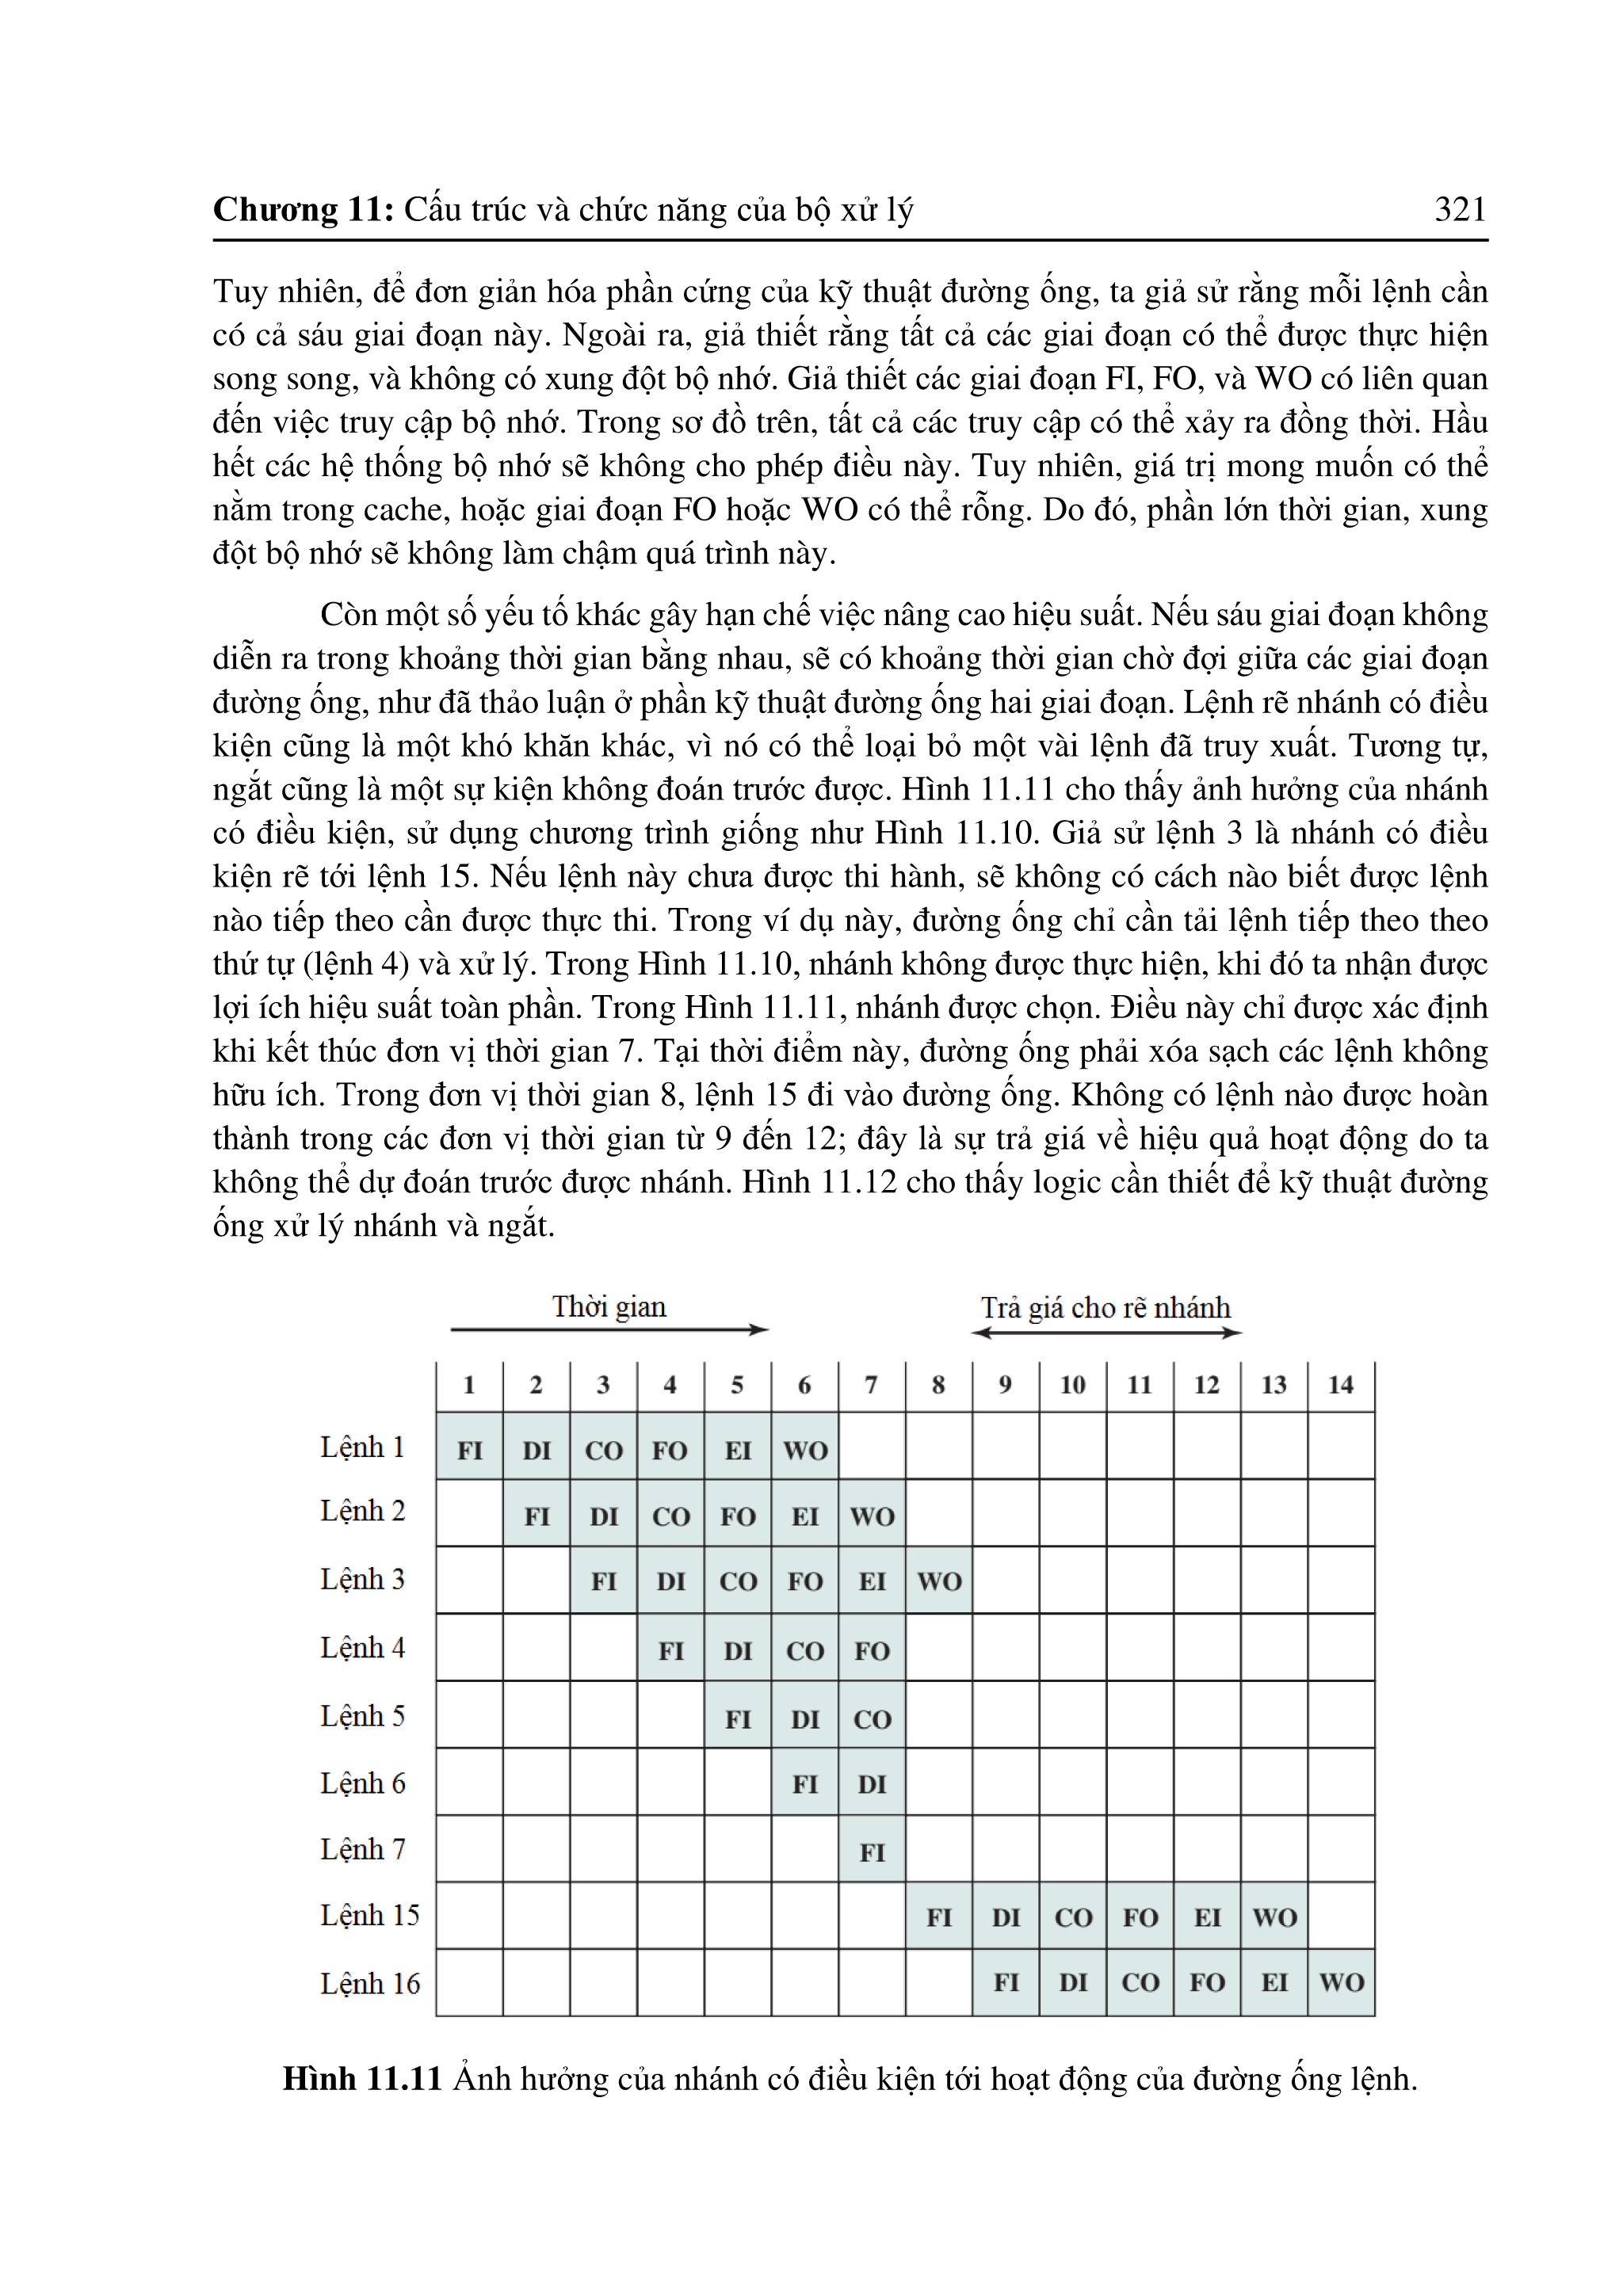 Chương 11: Cấu trúc và chức năng của bộ xử lý 321
Tuy nhiên, để đơn giản hóa phần cứng của kỹ thuật đường ống, ta giả sử rằng mỗi lệnh cần
có cả sáu giai đoạn này. Ngoài ra, giả thiết rằng tất cả các giai đoạn có thể được thực hiện
song song, và không có xung đột bộ nhớ. Giả thiết các giai đoạn FI, FO, và WO có liên quan
đến việc truy cập bộ nhớ. Trong sơ đồ trên, tất cả các truy cập có thể xảy ra đồng thời. Hầu
hết các hệ thống bộ nhớ sẽ không cho phép điều này. Tuy nhiên, giá trị mong muốn có thể
nằm trong cache, hoặc giai đoạn FO hoặc WO có thể rỗng. Do đó, phần lớn thời gian, xung
đột bộ nhớ sẽ không làm chậm quá trình này.
Còn một số yếu tố khác gây hạn chế việc nâng cao hiệu suất. Nếu sáu giai đoạn không
diễn ra trong khoảng thời gian bằng nhau, sẽ có khoảng thời gian chờ đợi giữa các giai đoạn
đường ống, như đã thảo luận ở phần kỹ thuật đường ống hai giai đoạn. Lệnh rẽ nhánh có điều
kiện cũng là một khó khăn khác, vì nó có thể loại bỏ một vài lệnh đã truy xuất. Tương tự,
ngắt cũng là một sự kiện không đoán trước được. Hình 11.11 cho thấy ảnh hưởng của nhánh
có điều kiện, sử dụng chương trình giống như Hình 11.10. Giả sử lệnh 3 là nhánh có điều
kiện rẽ tới lệnh 15. Nếu lệnh này chưa được thi hành, sẽ không có cách nào biết được lệnh
nào tiếp theo cần được thực thi. Trong ví dụ này, đường ống chỉ cần tải lệnh tiếp theo theo
thứ tự (lệnh 4) và xử lý. Trong Hình 11.10, nhánh không được thực hiện, khi đó ta nhận được
lợi ích hiệu suất toàn phần. Trong Hình 11.11, nhánh được chọn. Điều này chỉ được xác định
khi kết thúc đơn vị thời gian 7. Tại thời điểm này, đường ống phải xóa sạch các lệnh không
hữu ích. Trong đơn vị thời gian 8, lệnh 15 đi vào đường ống. Không có lệnh nào được hoàn
thành trong các đơn vị thời gian từ 9 đến 12; đây là sự trả giá về hiệu quả hoạt động do ta
không thể dự đoán trước được nhánh. Hình 11.12 cho thấy logic cần thiết để kỹ thuật đường
ống xử lý nhánh và ngắt.
Thời gian Trả giá cho rẽ nhánh
1 2 3 4 5 6 7 8 9 10 11 12 13 14
Lệnh 1 FI DI CO FO EI WO
Lệnh 2 FI DI CO FO EI WO
Lệnh 3 FI DI CO FO EI WO
Lệnh 4 FI DI CO FO
Lệnh 5 FI DI CO
Lệnh 6 FI DI
Lệnh 7 FI
Lệnh 15 FI DI CO FO EI WO
Lệnh 16 FI DI CO FO EI WO
Hình 11.11 Ảnh hưởng của nhánh có điều kiện tới hoạt động của đường ống lệnh.